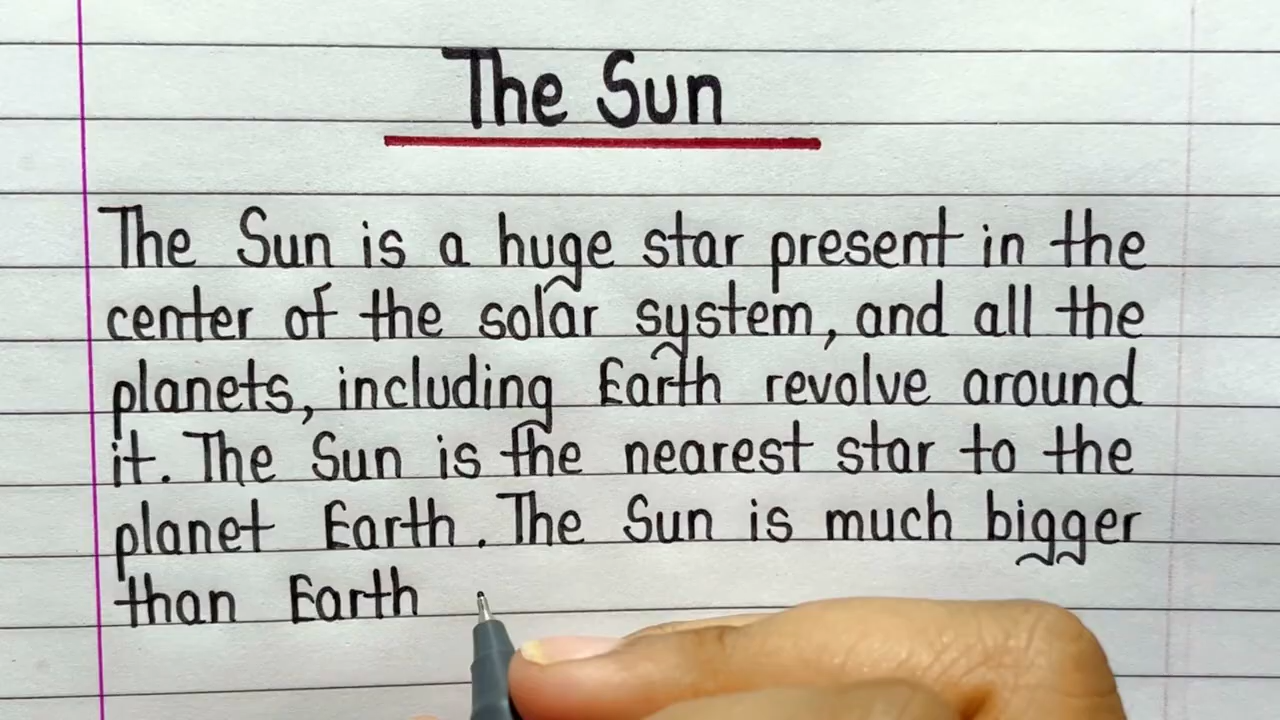 The Sun
The Sun is a huge star present in the
center of the solar system, and all the
planets, including Earth revolve around
it. The Sun is the nearest star to the
planet Earth. The Sun is much bigger
than Earth